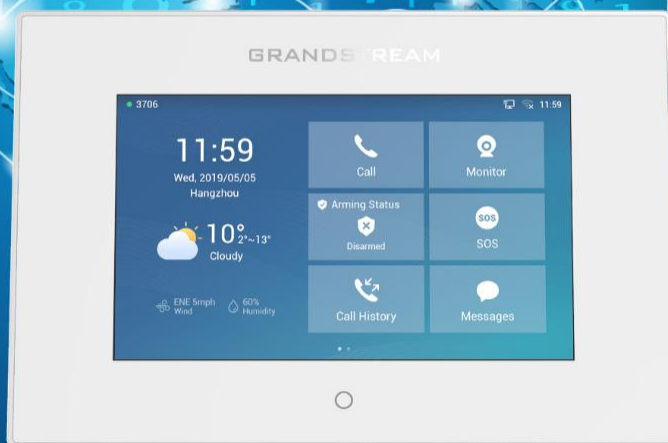 GRANDSTREAM
3706
11:59
11:59
Wed, 2019/05/05
Hangzhou
10°
2°~13°
Cloudy
ENE 5mph
Wind
60%
Humidity
Call
Monitor
Arming Status
Disarmed
SOS
SOS
Call History
Messages